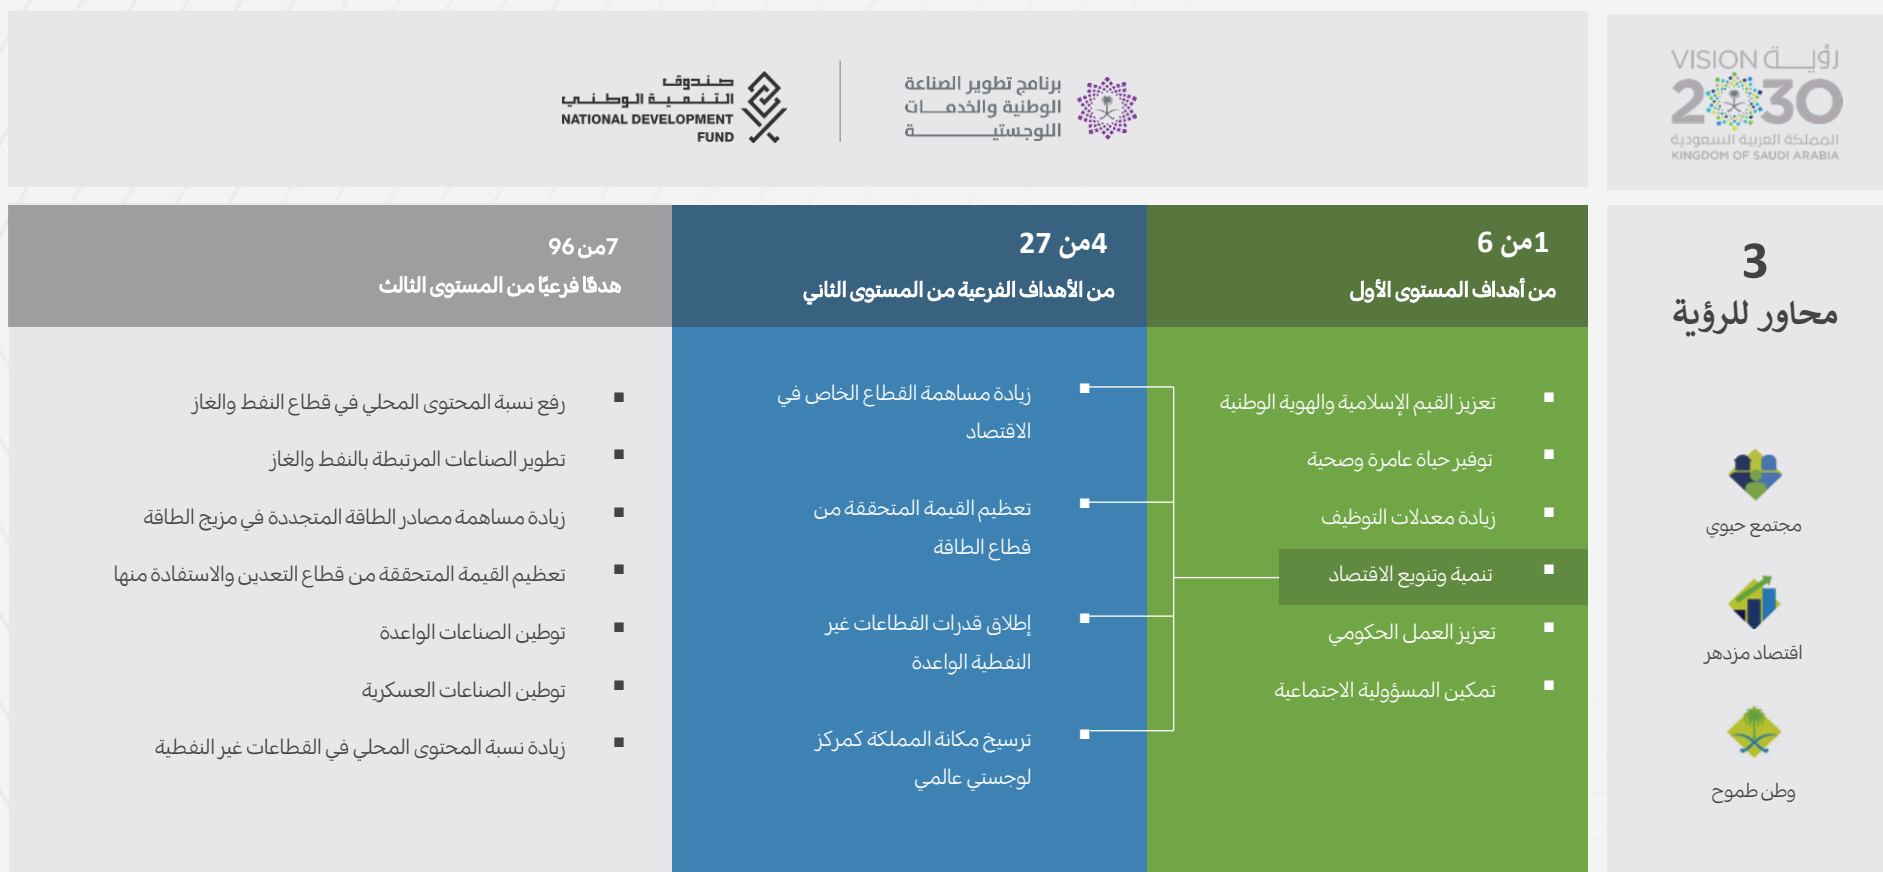 رؤيــة VISION
2030
المملكة العربية السعودية
KINGDOM OF SAUDI ARABIA
برنامج تطوير الصناعة
الوطنية والخدمــات
اللوجستيــة
صندوق
التنمية الوطني
NATIONAL DEVELOPMENT
FUND
3
محاور للرؤية
مجتمع حيوي
اقتصاد مزدهر
وطن طموح
1من 6
من أهداف المستوى الأول
تعزيز القيم الإسلامية والهوية الوطنية
توفير حياة عامرة وصحية
زيادة معدلات التوظيف
تنمية وتنويع الاقتصاد
تعزيز العمل الحكومي
تمكين المسؤولية الاجتماعية
4من 27
من الأهداف الفرعية من المستوى الثاني
زيادة مساهمة القطاع الخاص في
الاقتصاد
تعظيم القيمة المتحققة من
قطاع الطاقة
إطلاق قدرات القطاعات غير
النفطية الواعدة
ترسيخ مكانة المملكة كمركز
لوجستي عالمي
7من 96
هدفًا فرعيًا من المستوى الثالث
رفع نسبة المحتوى المحلي في قطاع النفط والغاز
تطوير الصناعات المرتبطة بالنفط والغاز
زيادة مساهمة مصادر الطاقة المتجددة في مزيج الطاقة
تعظيم القيمة المتحققة من قطاع التعدين والاستفادة منها
توطين الصناعات الواعدة
توطين الصناعات العسكرية
زيادة نسبة المحتوى المحلي في القطاعات غير النفطية